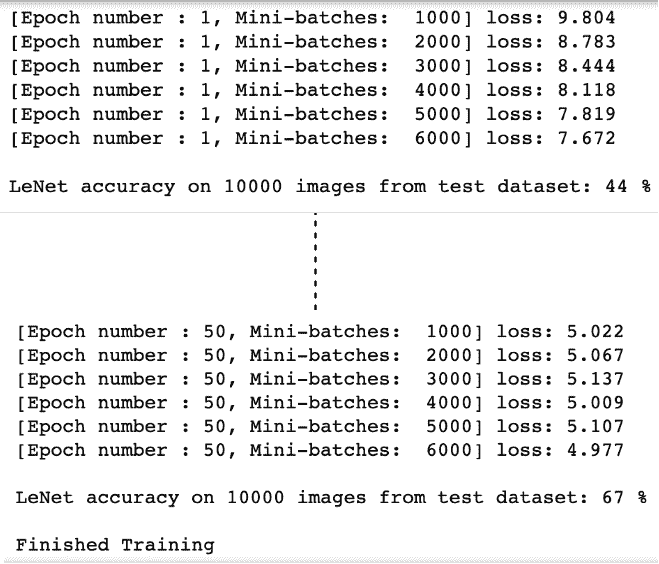 [Epoch number : 1, Mini-batches:  1000] loss: 9.804
[Epoch number : 1, Mini-batches:  2000] loss: 8.783
[Epoch number : 1, Mini-batches:  3000] loss: 8.444
[Epoch number : 1, Mini-batches:  4000] loss: 8.118
[Epoch number : 1, Mini-batches:  5000] loss: 7.819
[Epoch number : 1, Mini-batches:  6000] loss: 7.672
LeNet accuracy on 10000 images from test dataset: 44 %
[Epoch number : 50, Mini-batches:  1000] loss: 5.022
[Epoch number : 50, Mini-batches:  2000] loss: 5.067
[Epoch number : 50, Mini-batches:  3000] loss: 5.137
[Epoch number : 50, Mini-batches:  4000] loss: 5.009
[Epoch number : 50, Mini-batches:  5000] loss: 5.107
[Epoch number : 50, Mini-batches:  6000] loss: 4.977
LeNet accuracy on 10000 images from test dataset: 67 %
Finished Training